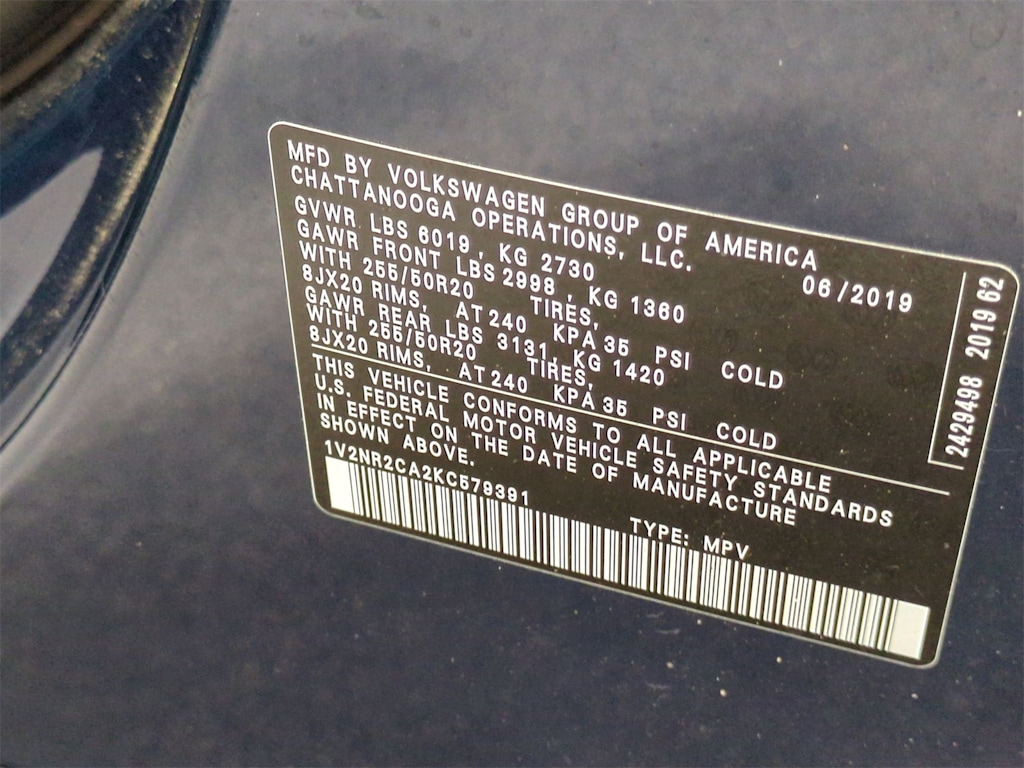 MFD BY VOLKSWAGEN GROUP OF AMERICA
CHATTANOOGA OPERATIONS, LLC.
06/2019
GVWR LBS 6019, KG 2730
GAWR FRONT LBS 2998, KG 1360
WITH 255/50R20 TIRES,
8JX20 RIMS, AT 240 KPA 35 PSI COLD
GAWR REAR LBS 3131, KG 1420
WITH 255/50R20 TIRES,
8JX20 RIMS, AT 240 KPA 35 PSI COLD
THIS VEHICLE CONFORMS TO ALL APPLICABLE
U.S. FEDERAL MOTOR VEHICLE SAFETY STANDARDS
IN EFFECT ON THE DATE OF MANUFACTURE
SHOWN ABOVE.
1V2NR2CA2KC579391
TYPE: MPV
2429498 2019 62